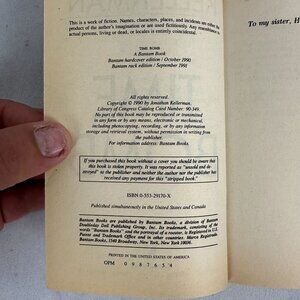 This is a work of fiction. Names, characters, places, and incidents are either the
product of the author's imagination or are used fictitiously. Any resemblance to
actual persons, living or dead, or locales is entirely coincidental.
TIME BOMB
A Bantam Book
Bantam hardcover edition / October 1990
Bantam rack edition / September 1991
All rights reserved.
Copyright © 1990 by Jonathan Kellerman.
Library of Congress Catalog Card Number: 90-349.
No part of this book may be reproduced or transmitted
in any form or by any means, electronic or mechanical,
including photocopying, recording, or by any information
storage and retrieval system, without permission in writing from
the publisher.
For information address: Bantam Books.
If you purchased this book without a cover you should be aware that
this book is stolen property. It was reported as "unsold and de-
stroyed" to the publisher and neither the author nor the publisher has
received any payment for this "stripped book."
ISBN 0-553-29170-X
Published simultaneously in the United States and Canada
Bantam Books are published by Bantam Books, a division of Bantam
Doubleday Dell Publishing Group, Inc. Its trademark, consisting of the
words "Bantam Books" and the portrayal of a rooster, is Registered in U.S.
Patent and Trademark Office and in other countries. Marca Registrada.
Bantam Books, 1540 Broadway, New York, New York 10036.
PRINTED IN THE UNITED STATES OF AMERICA
OPM 0 9 8 7 6 5 4
To my sister, H